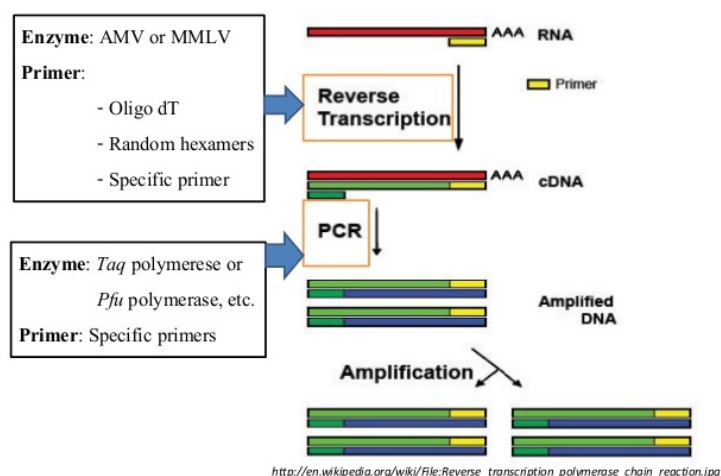 Enzyme: AMV or MMLV
Primer:
- Oligo dT
- Random hexamers
- Specific primer
AAA RNA
Primer
Reverse
Transcription
AAA cDNA
PCR
Enzyme: Taq polymerese or
Pfu polymerase, etc.
Primer: Specific primers
Amplified
DNA
Amplification
http://en.wikipedia.org/wiki/File:Reverse_transcription_polymerase_chain_reaction.jpg